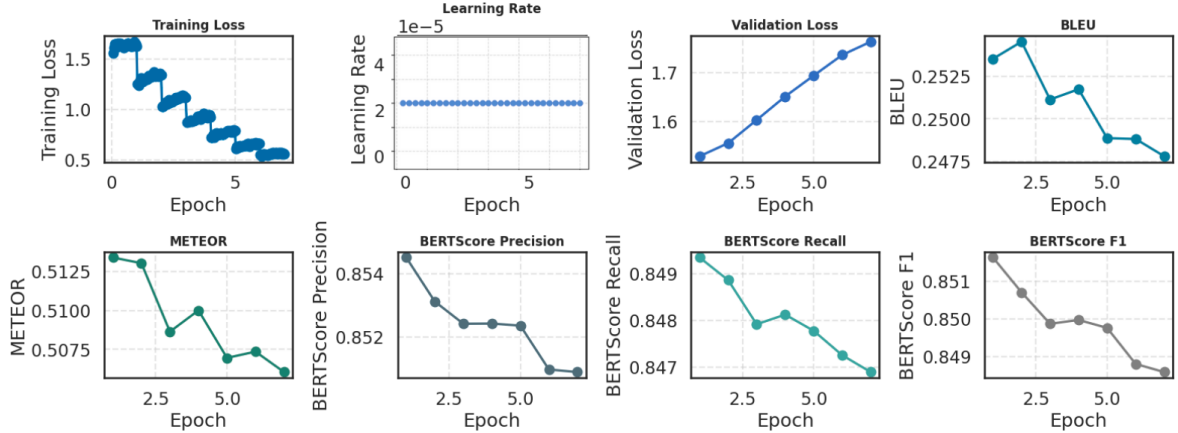 Training Loss
Training Loss
1.5
1.0
0.5
0
5
Epoch
Learning Rate
1e−5
Learning Rate
4
2
0
0
5
Epoch
Validation Loss
Validation Loss
1.7
1.6
2.5
5.0
Epoch
BLEU
BLEU
0.2525
0.2500
0.2475
2.5
5.0
Epoch
METEOR
METEOR
0.5125
0.5100
0.5075
2.5
5.0
Epoch
BERTScore Precision
BERTScore Precision
0.854
0.852
2.5
5.0
Epoch
BERTScore Recall
BERTScore Recall
0.849
0.848
0.847
2.5
5.0
Epoch
BERTScore F1
BERTScore F1
0.851
0.850
0.849
2.5
5.0
Epoch